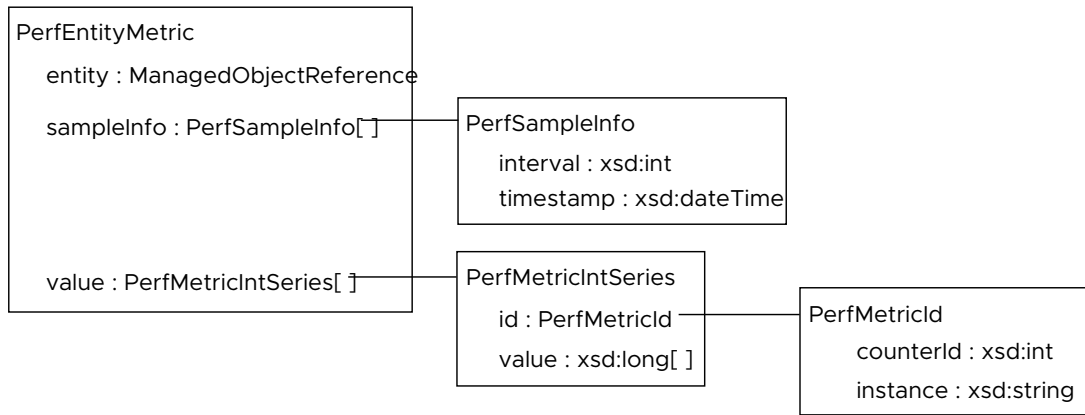 PerfEntityMetric
entity : ManagedObjectReference
sampleInfo : PerfSampleInfo[ ]
PerfSampleInfo
interval : xsd:int
timestamp : xsd:dateTime
value : PerfMetricIntSeries[ ]
PerfMetricIntSeries
id : PerfMetricId
value : xsd:long[ ]
PerfMetricId
counterId : xsd:int
instance : xsd:string